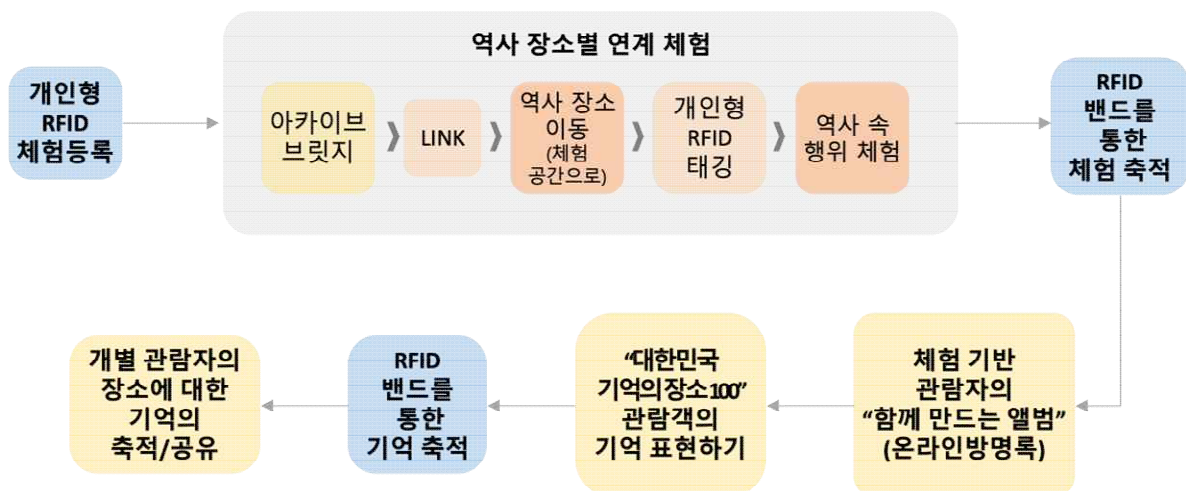 역사 장소별 연계 체험
개인형
RFID
체험등록
아카이브
브릿지
LINK
역사 장소
이동
(체험
공간으로)
개인형
RFID
태깅
역사 속
행위 체험
RFID
밴드를
통한
체험 축적
체험 기반
관람자의
“함께 만드는 앨범”
(온라인방명록)
“대한민국
기억의장소100”
관람객의
기억 표현하기
RFID
밴드를
통한
기억 축적
개별 관람자의
장소에 대한
기억의
축적/공유